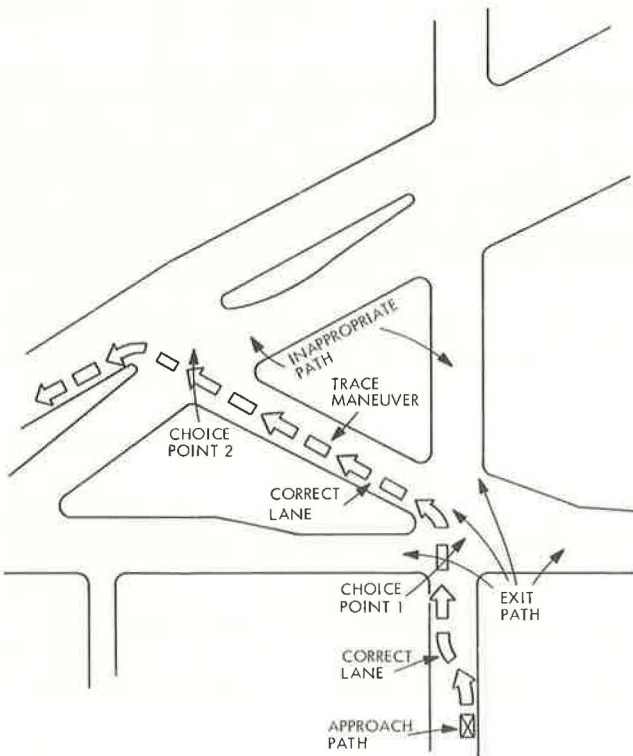 INAPPROPRIATE
PATH
TRACE
MANEUVER
CHOICE
POINT 2
CORRECT
LANE
CHOICE
POINT 1
EXIT
PATH
CORRECT
LANE
APPROACH
PATH